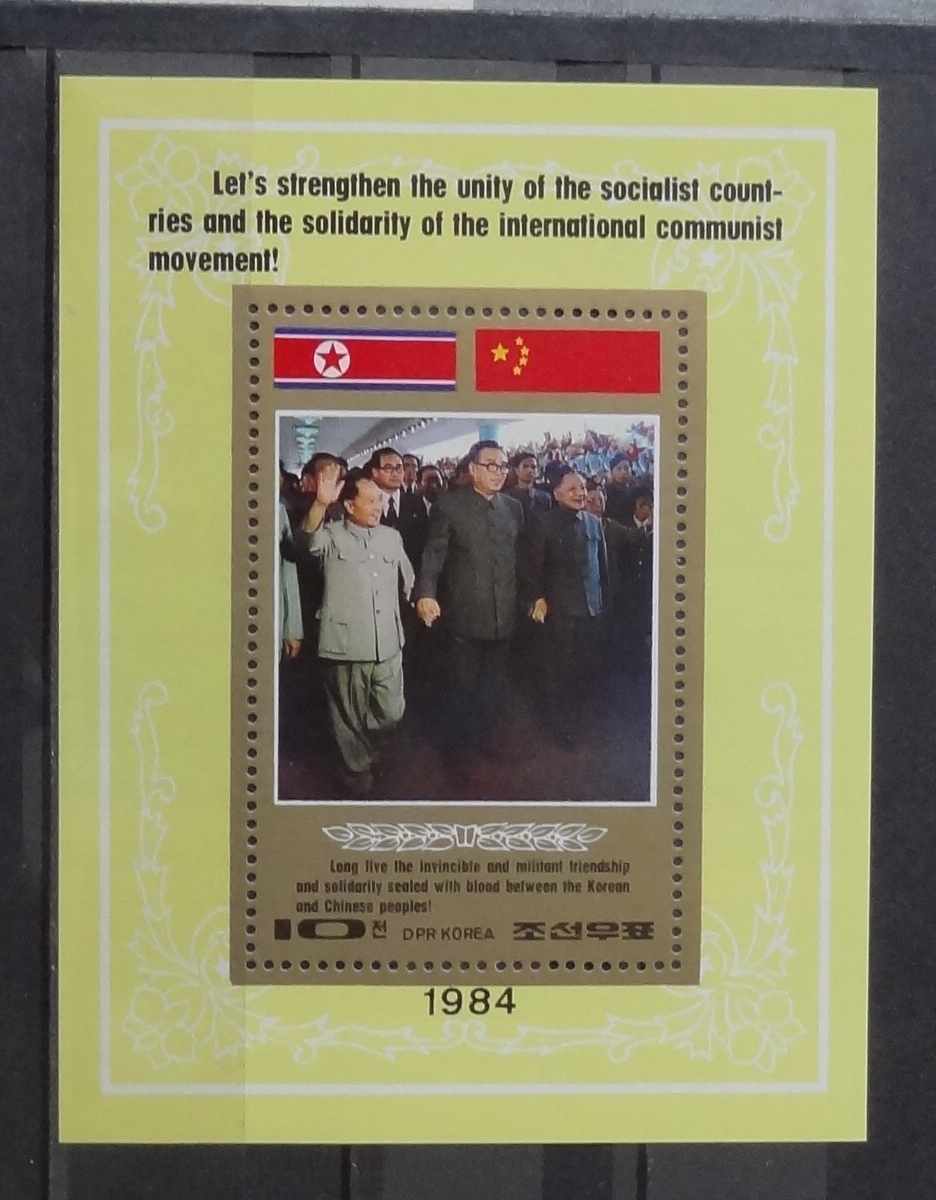 Let's strengthen the unity of the socialist count-
ries and the solidarity of the international communist
movement!
Long live the invincible and militant friendship
and solidarity sealed with blood between the Korean
and Chinese peoples!
10전 DPR KOREA 조선우표
1984